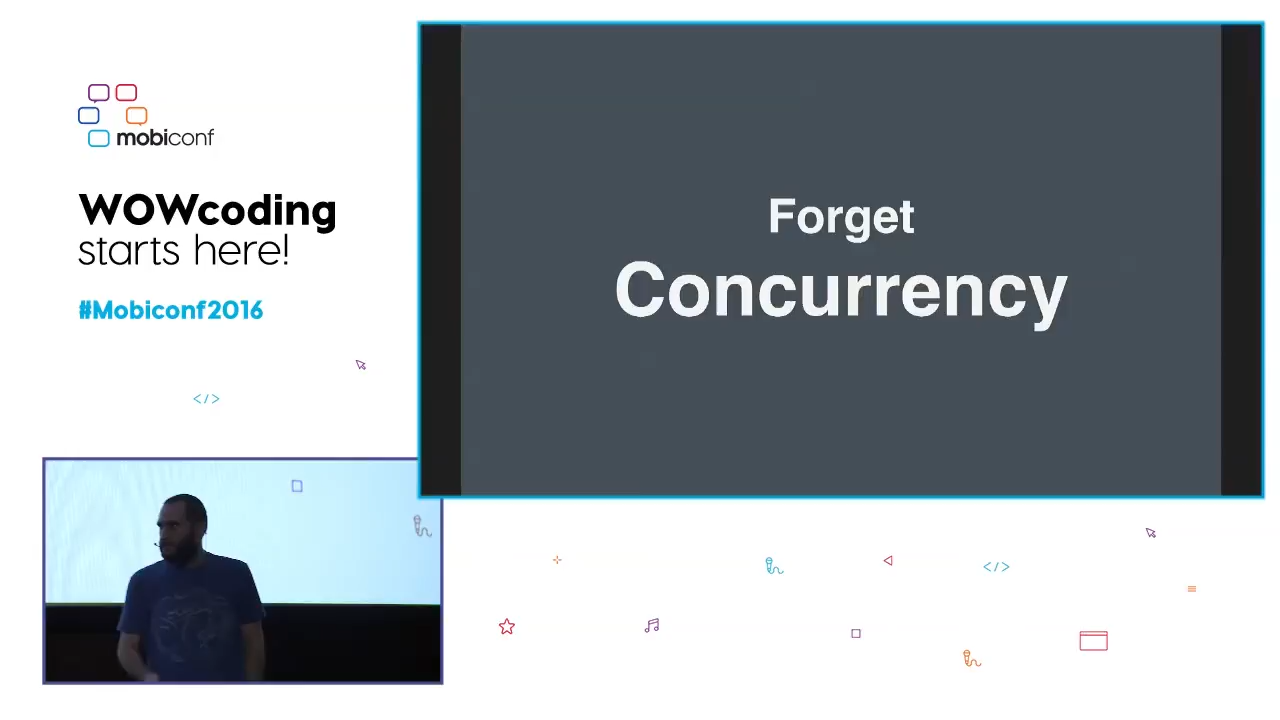 mobiconf
WOWcoding
starts here!
#Mobiconf2016
</>
Forget
Concurrency
</>